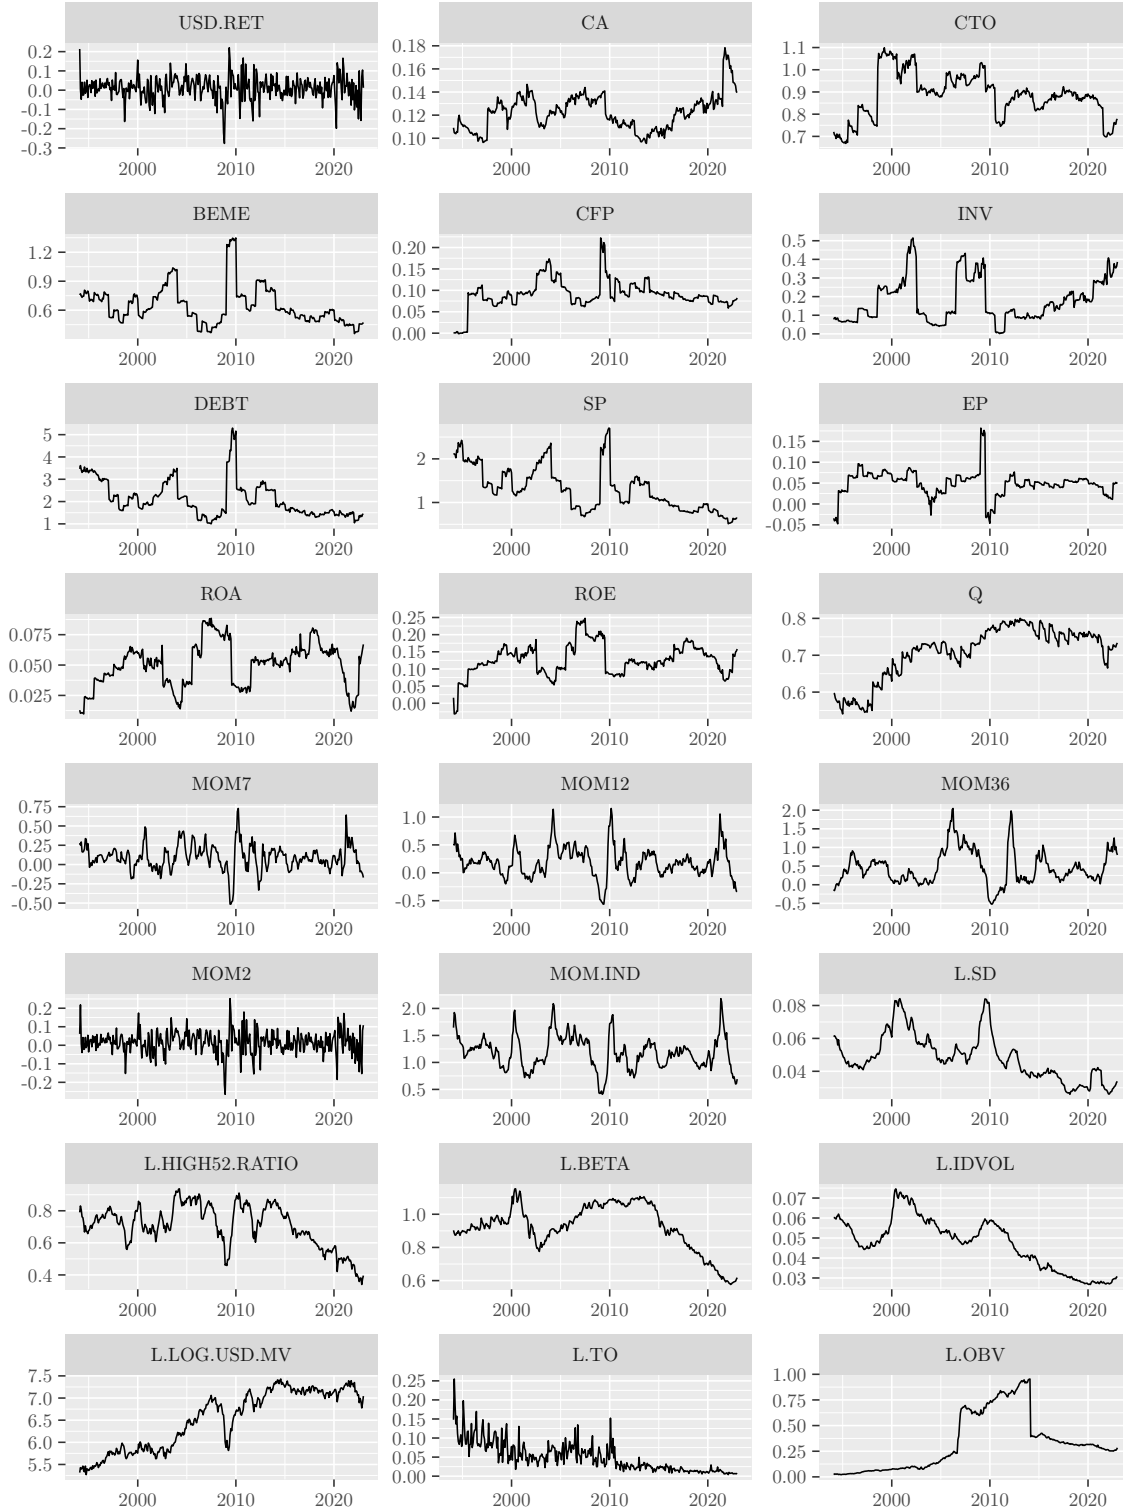 USD.RET CA CTO
0.2 0.1 0.0 -0.1 -0.2 -0.3
0.18 0.16 0.14 0.12 0.10
1.1 1.0 0.9 0.8 0.7
2000 2010 2020 2000 2010 2020 2000 2010 2020
BEME CFP INV
1.2 0.9 0.6
0.20 0.15 0.10 0.05 0.00
0.5 0.4 0.3 0.2 0.1 0.0
2000 2010 2020 2000 2010 2020 2000 2010 2020
DEBT SP EP
5 4 3 2 1
2 1
0.15 0.10 0.05 0.00 -0.05
2000 2010 2020 2000 2010 2020 2000 2010 2020
ROA ROE Q
0.075 0.050 0.025
0.25 0.20 0.15 0.10 0.05 0.00
0.8 0.7 0.6
2000 2010 2020 2000 2010 2020 2000 2010 2020
MOM7 MOM12 MOM36
0.75 0.50 0.25 0.00 -0.25 -0.50
1.0 0.5 0.0 -0.5
2.0 1.5 1.0 0.5 0.0 -0.5
2000 2010 2020 2000 2010 2020 2000 2010 2020
MOM2 MOM.IND L.SD
0.2 0.1 0.0 -0.1 -0.2
2.0 1.5 1.0 0.5
0.08 0.06 0.04
2000 2010 2020 2000 2010 2020 2000 2010 2020
L.HIGH52.RATIO L.BETA L.IDVOL
0.8 0.6 0.4
1.0 0.8 0.6
0.07 0.06 0.05 0.04 0.03
2000 2010 2020 2000 2010 2020 2000 2010 2020
L.LOG.USD.MV L.TO L.OBV
7.5 7.0 6.5 6.0 5.5
0.25 0.20 0.15 0.10 0.05 0.00
1.00 0.75 0.50 0.25 0.00
2000 2010 2020 2000 2010 2020 2000 2010 2020